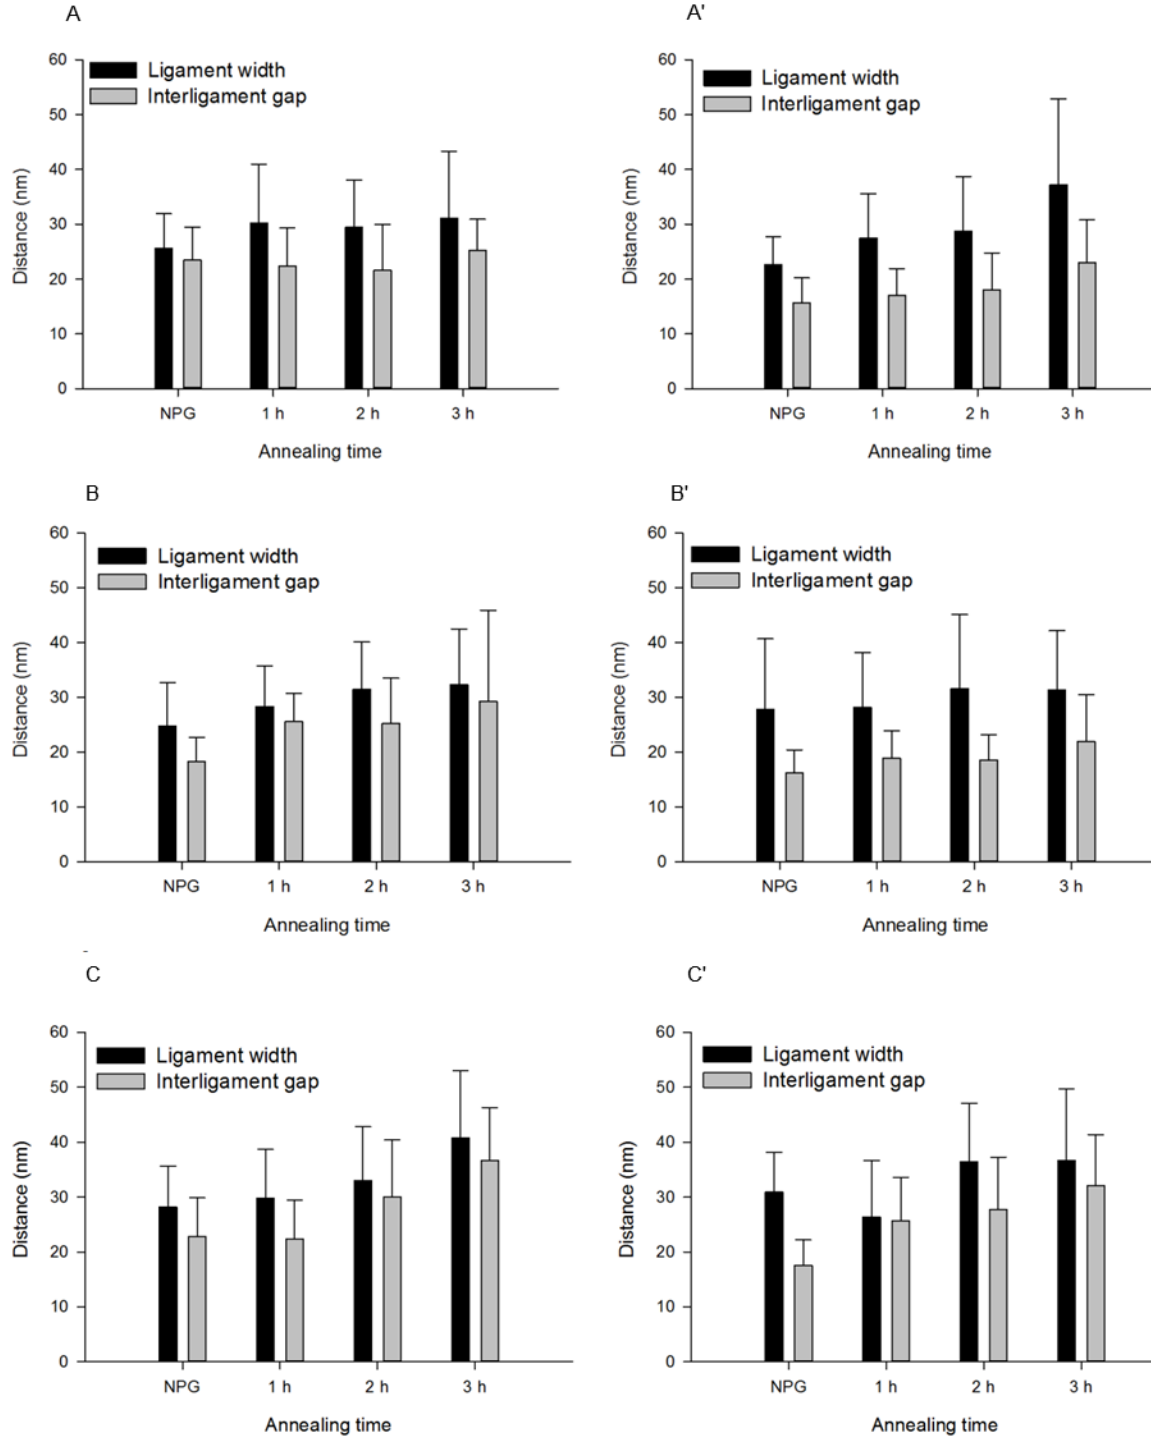 A
60
50
40
30
20
10
0
Distance (nm)
Ligament width
Interligament gap
NPG 1 h 2 h 3 h
Annealing time
A'
60
50
40
30
20
10
0
Distance (nm)
Ligament width
Interligament gap
NPG 1 h 2 h 3 h
Annealing time
B
60
50
40
30
20
10
0
Distance (nm)
Ligament width
Interligament gap
NPG 1 h 2 h 3 h
Annealing time
B'
60
50
40
30
20
10
0
Distance (nm)
Ligament width
Interligament gap
NPG 1 h 2 h 3 h
Annealing time
C
60
50
40
30
20
10
0
Distance (nm)
Ligament width
Interligament gap
NPG 1 h 2 h 3 h
Annealing time
C'
60
50
40
30
20
10
0
Distance (nm)
Ligament width
Interligament gap
NPG 1 h 2 h 3 h
Annealing time